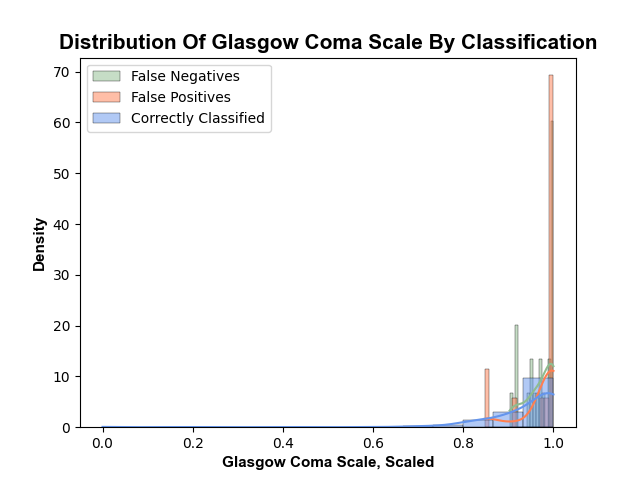 Distribution Of Glasgow Coma Scale By Classification
False Negatives
False Positives
Correctly Classified
Density
70
60
50
40
30
20
10
0
0.0 0.2 0.4 0.6 0.8 1.0
Glasgow Coma Scale, Scaled